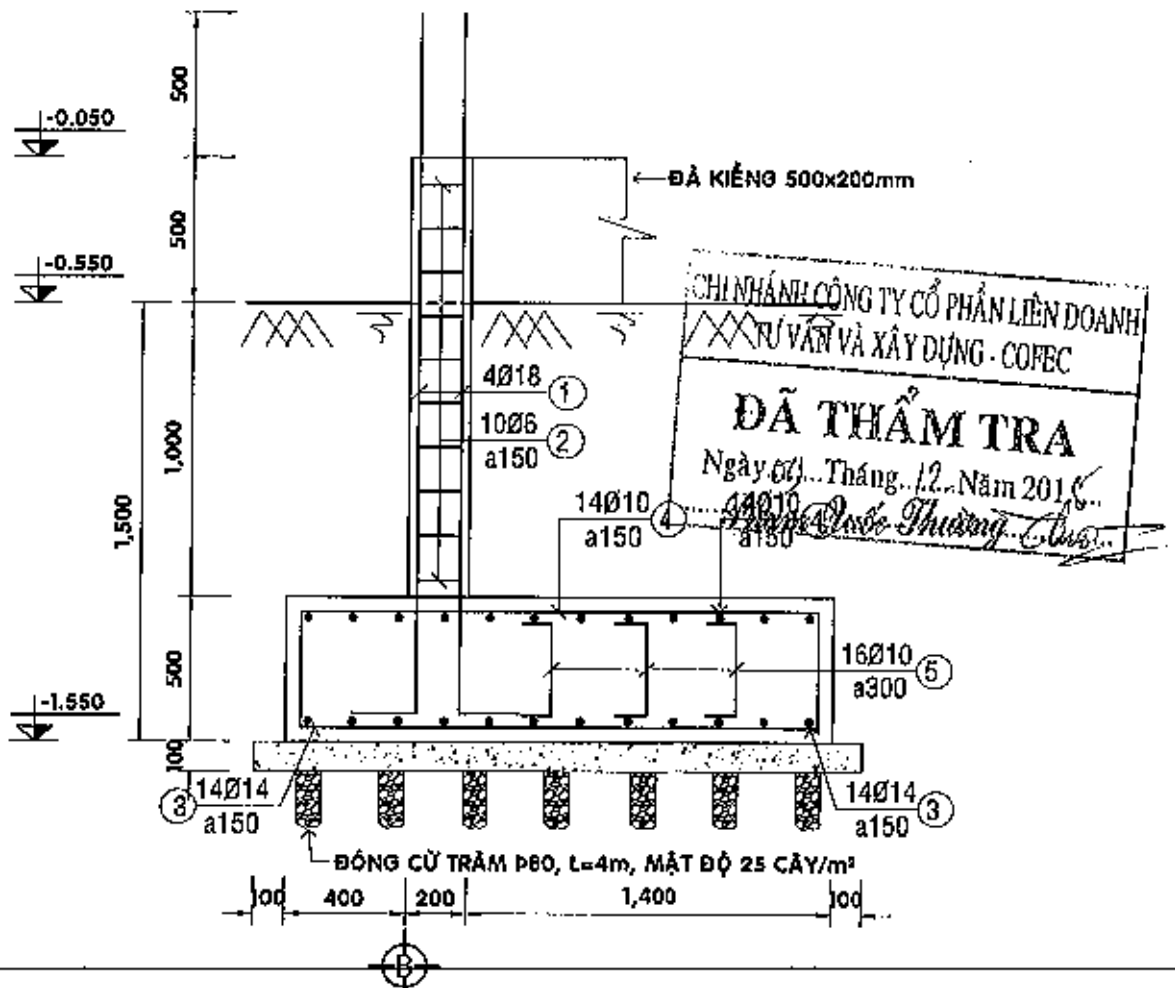 500
-0.050
ĐÀ KIỀNG 500x200mm
500
-0.550
CHI NHÁNH CÔNG TY CỔ PHẦN LIÊN DOANH
TƯ VẤN VÀ XÂY DỰNG - COFEC
4Ø18 1
ĐÃ THẨM TRA
10Ø6 2
a150
Ngày Tháng 12 Năm 201
1,000
1,500
14Ø10 4
a150
14Ø10 4
a150
Quốc Thường
500
16Ø10 5
a300
-1.550
100
3 14Ø14
a150
14Ø14 3
a150
ĐÓNG CỪ TRÀM Þ80, L=4m, MẬT ĐỘ 25 CÂY/m²
100 400 200 1,400 100
B